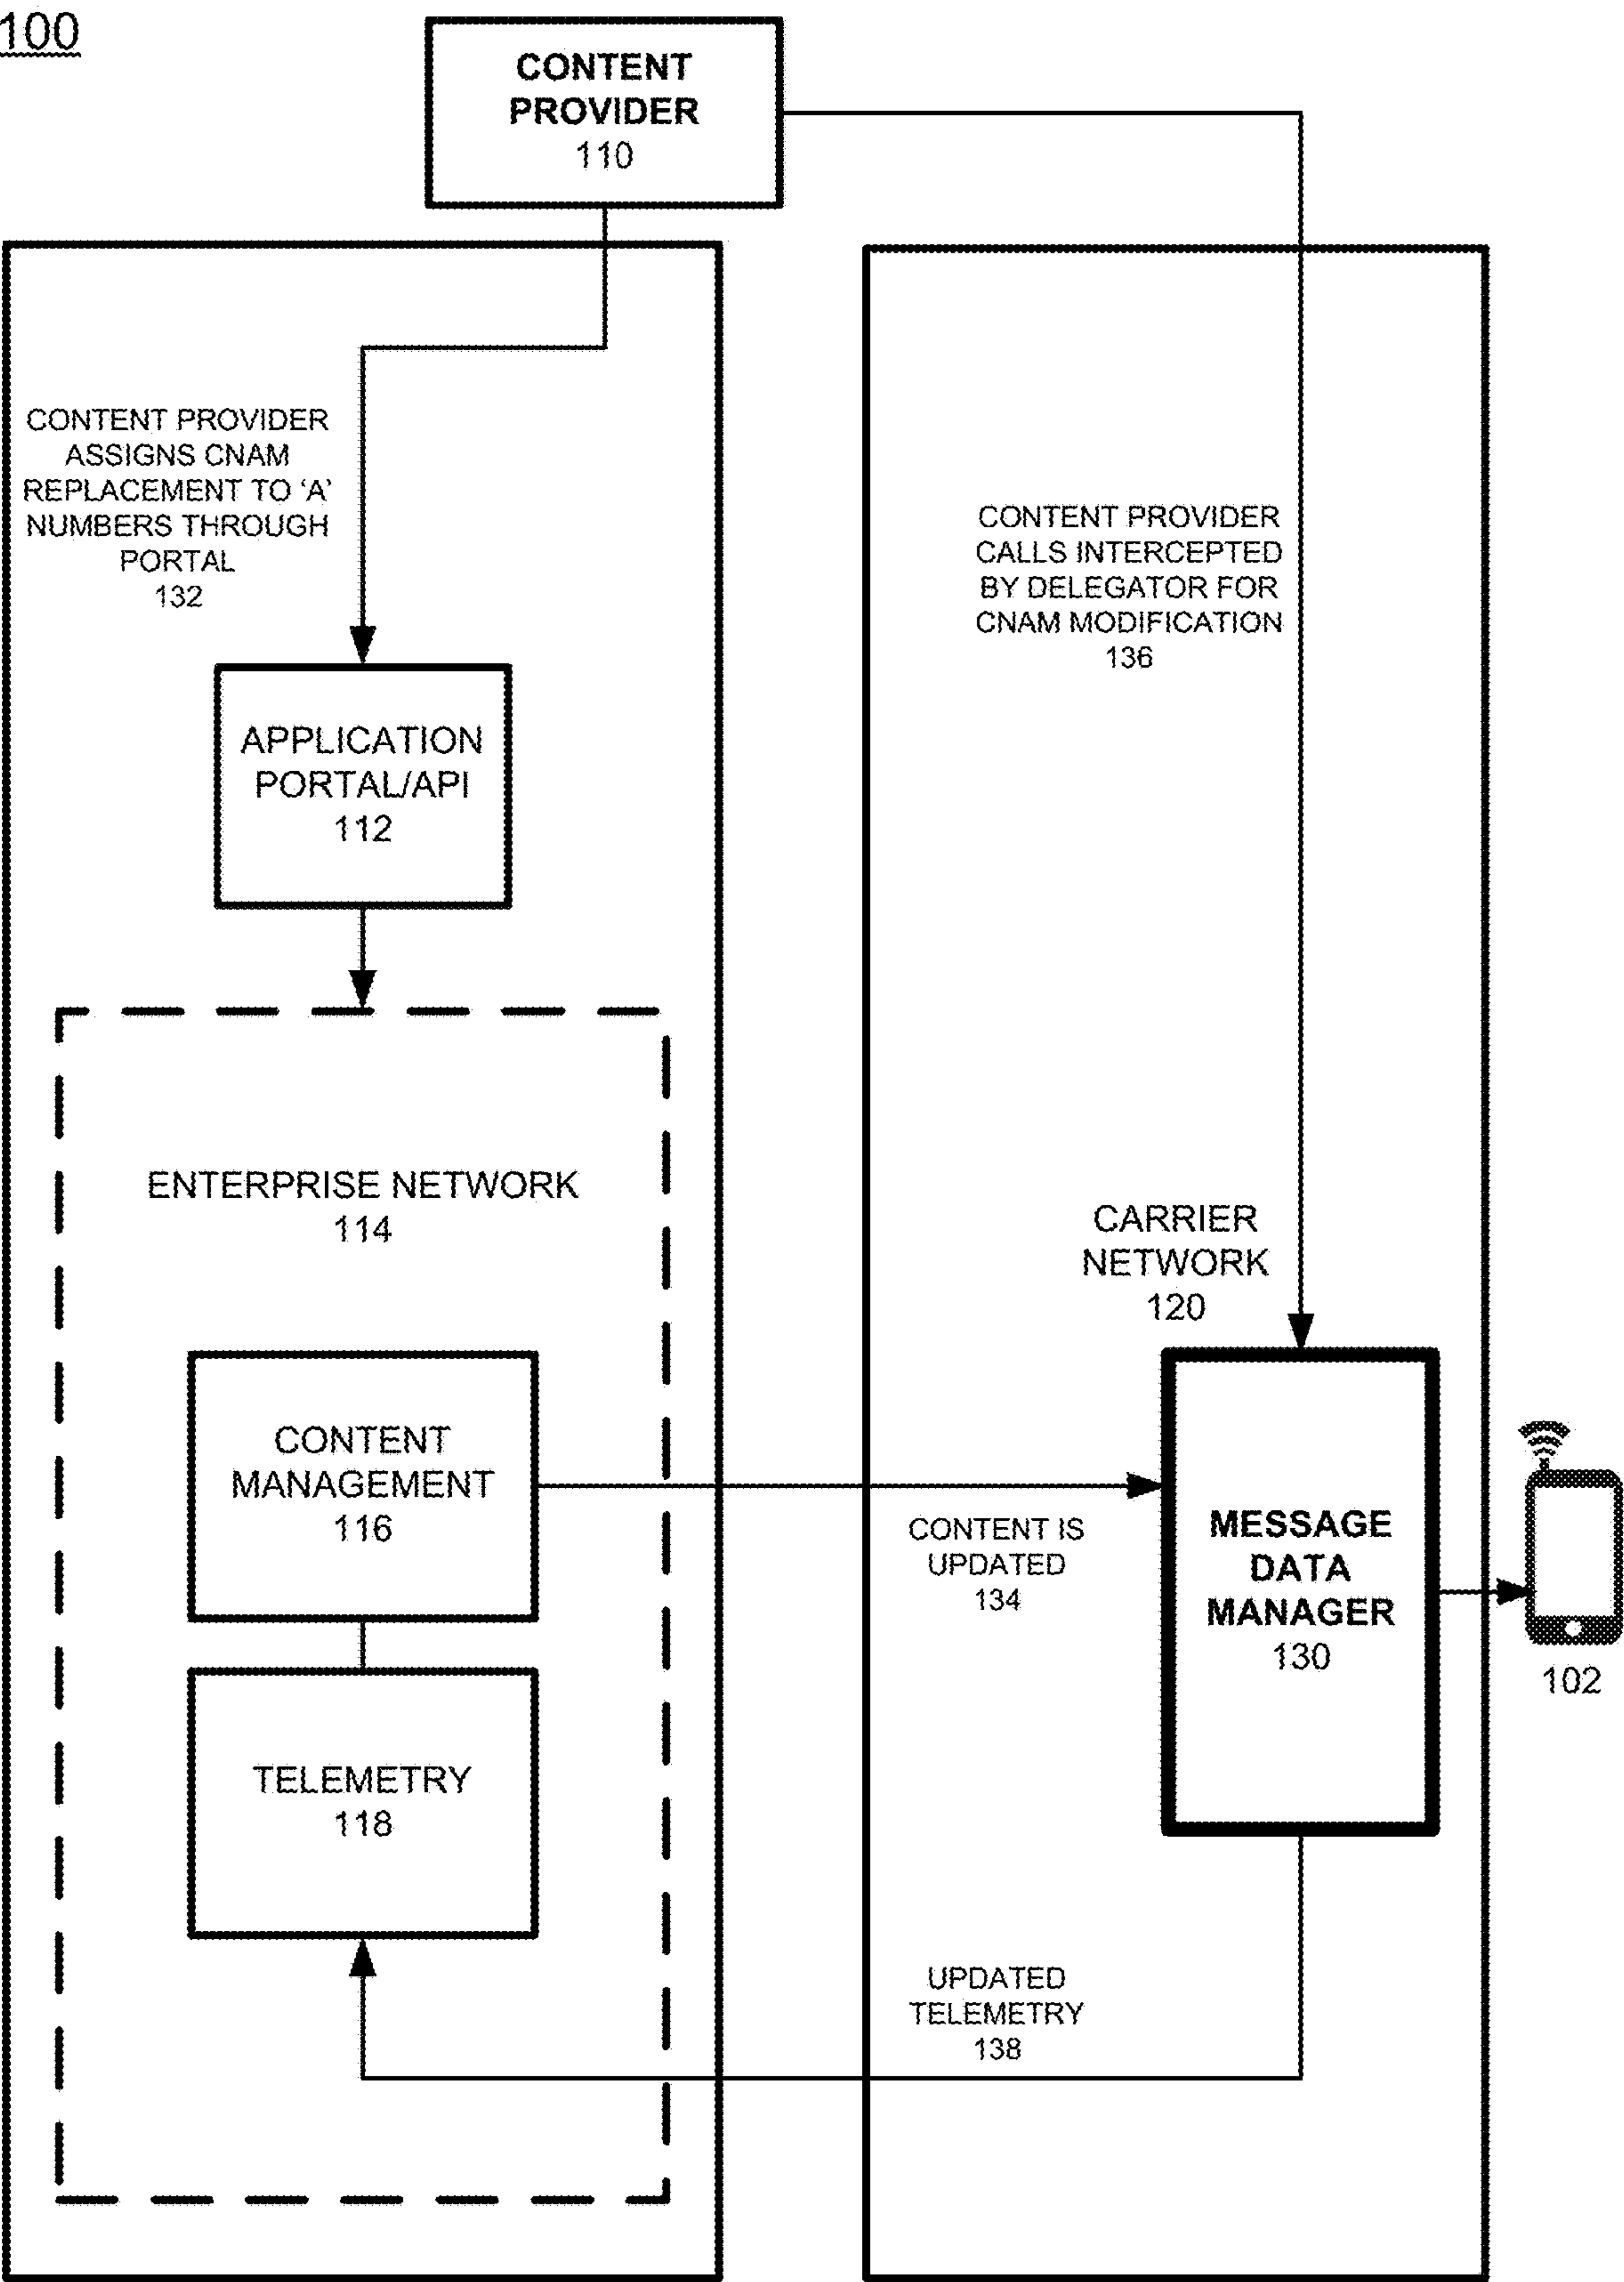 100
CONTENT
PROVIDER
110
CONTENT PROVIDER
ASSIGNS CNAM
REPLACEMENT TO ‘A’
NUMBERS THROUGH
PORTAL
132
CONTENT PROVIDER
CALLS INTERCEPTED
BY DELEGATOR FOR
CNAM MODIFICATION
136
APPLICATION
PORTAL/API
112
ENTERPRISE NETWORK
114
CARRIER
NETWORK
120
CONTENT
MANAGEMENT
116
CONTENT IS
UPDATED
134
MESSAGE
DATA
MANAGER
130
102
TELEMETRY
118
UPDATED
TELEMETRY
138